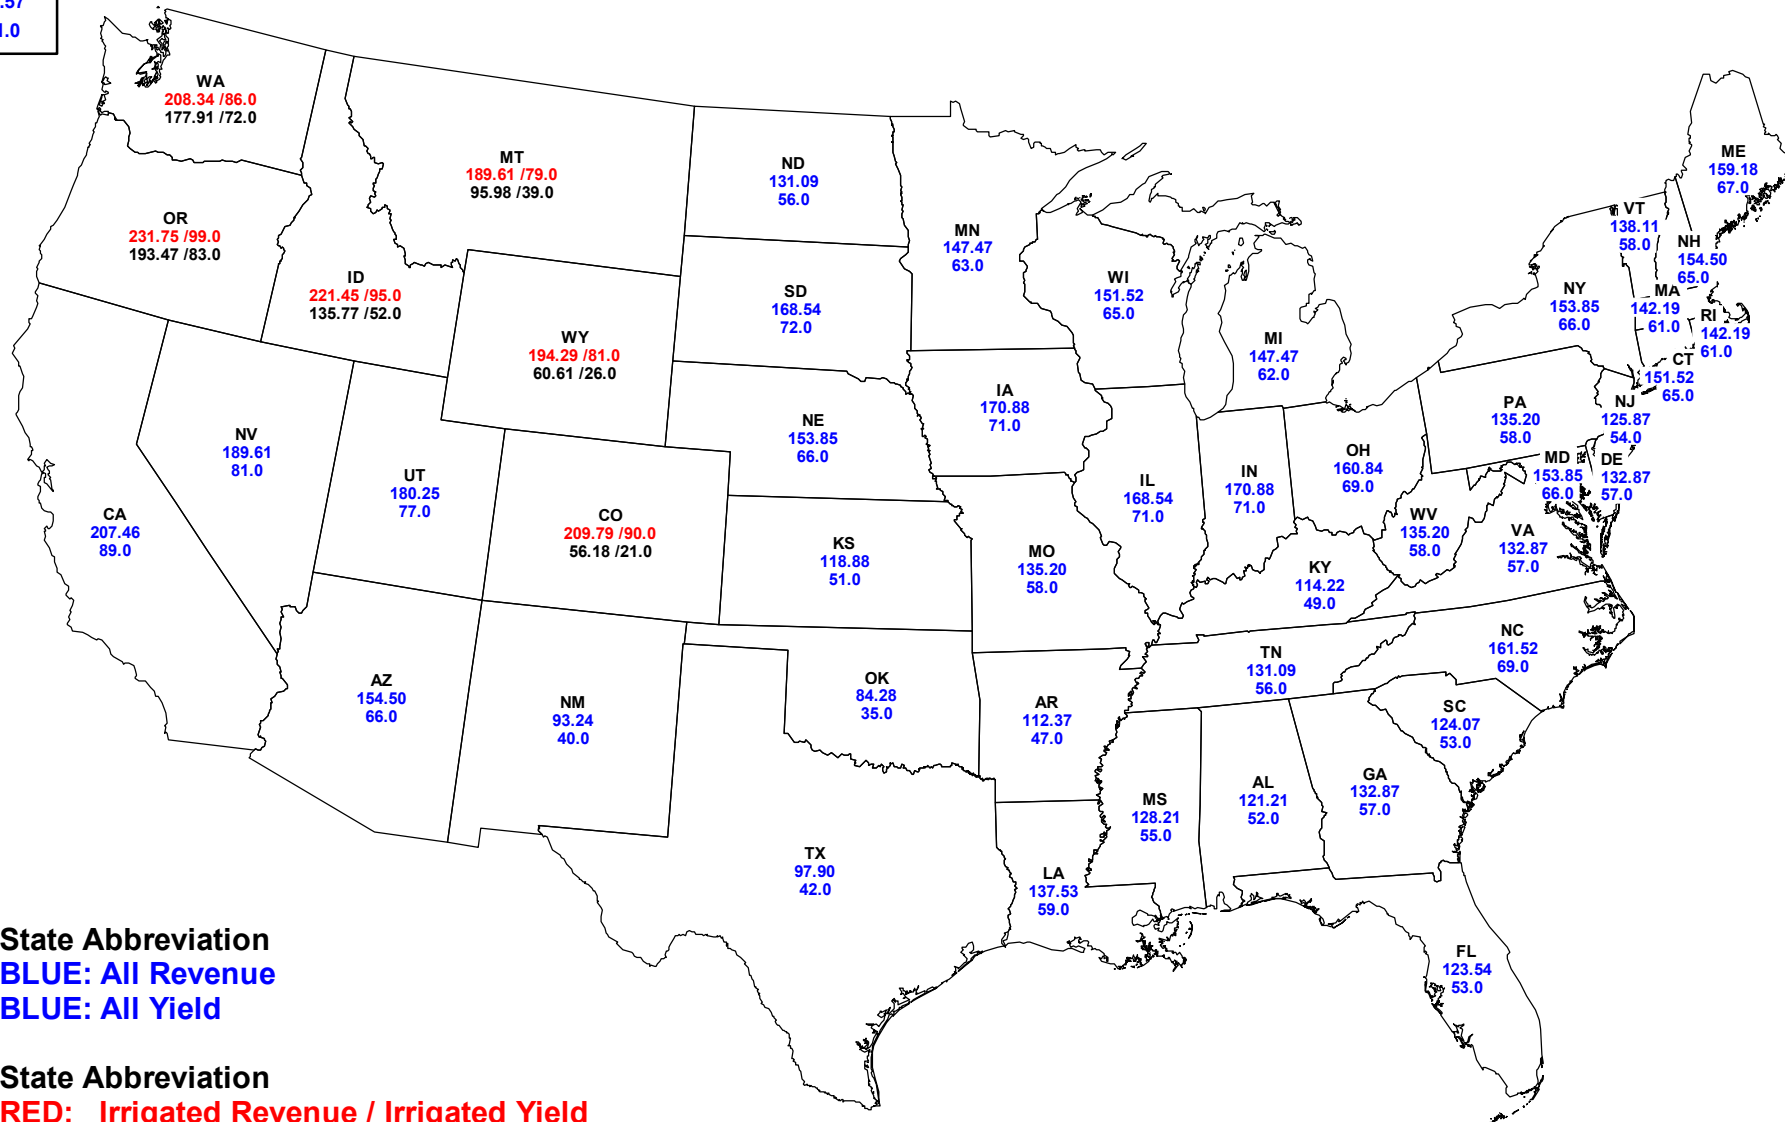 .57
1.0
WA
208.34 /86.0
177.91 /72.0
MT
189.61 /79.0
95.98 /39.0
ND
131.09
56.0
ME
159.18
67.0
OR
231.75 /99.0
193.47 /83.0
MN
147.47
63.0
VT
138.11
58.0
NH
154.50
65.0
ID
221.45 /95.0
135.77 /52.0
SD
168.54
72.0
WI
151.52
65.0
NY
153.85
66.0
MA
142.19
61.0
RI
142.19
61.0
WY
194.29 /81.0
60.61 /26.0
MI
147.47
62.0
CT
151.52
65.0
IA
170.88
71.0
PA
135.20
58.0
NJ
125.87
54.0
NV
189.61
81.0
NE
153.85
66.0
OH
160.84
69.0
MD
153.85
66.0
DE
132.87
57.0
UT
180.25
77.0
IL
168.54
71.0
IN
170.88
71.0
CA
207.46
89.0
CO
209.79 /90.0
56.18 /21.0
WV
135.20
58.0
VA
132.87
57.0
KS
118.88
51.0
MO
135.20
58.0
KY
114.22
49.0
NC
161.52
69.0
TN
131.09
56.0
AZ
154.50
66.0
NM
93.24
40.0
OK
84.28
35.0
AR
112.37
47.0
SC
124.07
53.0
MS
128.21
55.0
AL
121.21
52.0
GA
132.87
57.0
TX
97.90
42.0
LA
137.53
59.0
FL
123.54
53.0
State Abbreviation
BLUE: All Revenue
BLUE: All Yield
State Abbreviation
RED: Irrigated Revenue / Irrigated Yield